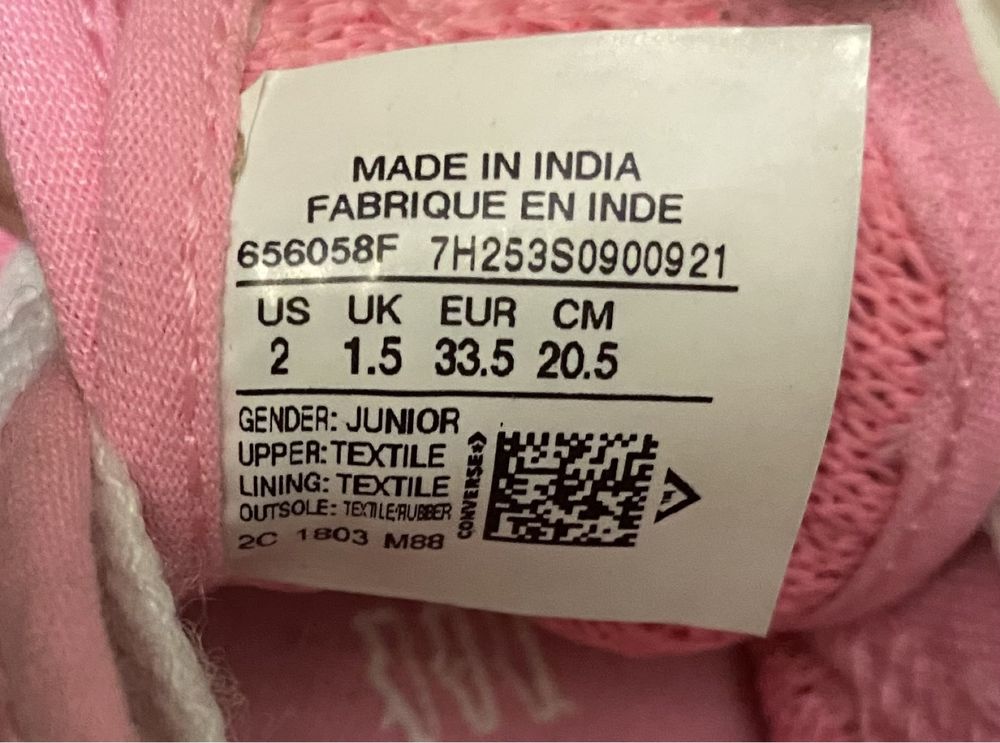 MADE IN INDIA
FABRIQUE EN INDE
656058F 7H253S0900921
US UK EUR CM
2 1.5 33.5 20.5
GENDER: JUNIOR
UPPER: TEXTILE
LINING: TEXTILE
OUTSOLE: TEXTILE/RUBBER
2C 1803 M88
CONVERSE